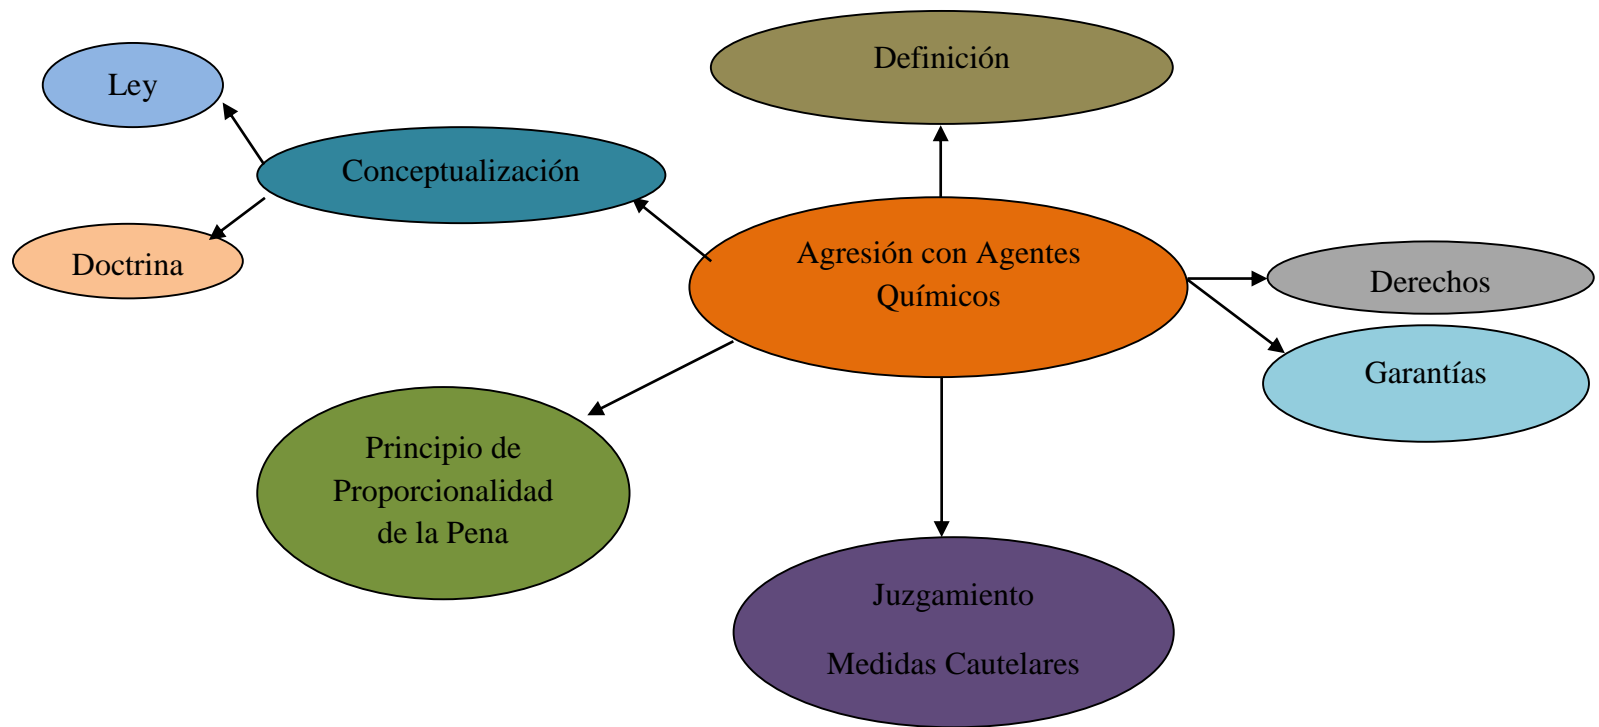 Definición
Ley
Conceptualización
Agresión con Agentes
Químicos
Doctrina
Derechos
Garantías
Principio de
Proporcionalidad
de la Pena
Juzgamiento
Medidas Cautelares